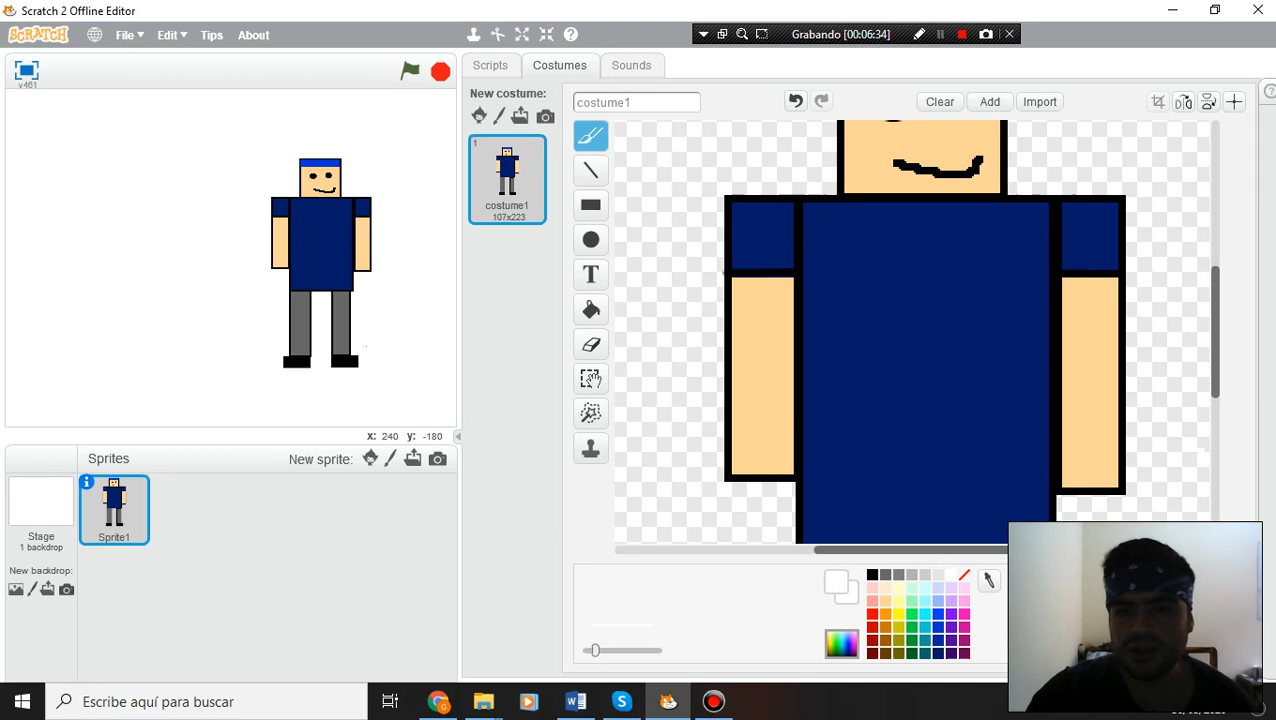 Scratch 2 Offline Editor
SCRATCH File Edit Tips About Grabando [00:06:34]
v461
Scripts Costumes Sounds
New costume:
costume1 Clear Add Import
1
costume1
107x223
T
x: 240 y: -180
Sprites New sprite:
Stage
1 backdrop
Sprite1
New backdrop:
Escribe aquí para buscar